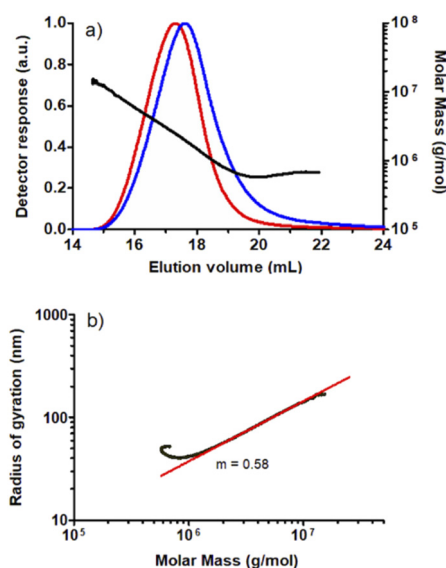 a)
Detector response (a.u.)
1.0
0.8
0.6
0.4
0.2
0.0
10⁸
10⁷
10⁶
10⁵
Molar Mass (g/mol)
14 16 18 20 22 24
Elution volume (mL)
b)
Radius of gyration (nm)
1000
100
10
m = 0.58
10⁵ 10⁶ 10⁷
Molar Mass (g/mol)